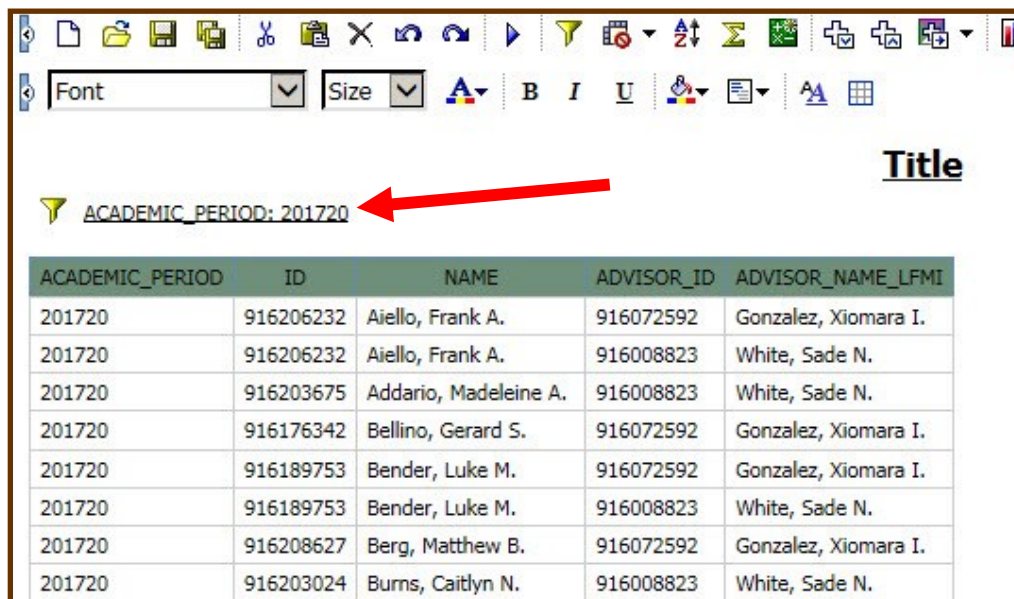 Font Size A B I U A A
Title
ACADEMIC_PERIOD: 201720
ACADEMIC_PERIOD ID NAME ADVISOR_ID ADVISOR_NAME_LFMI
201720 916206232 Aiello, Frank A. 916072592 Gonzalez, Xiomara I.
201720 916206232 Aiello, Frank A. 916008823 White, Sade N.
201720 916203675 Addario, Madeleine A. 916008823 White, Sade N.
201720 916176342 Bellino, Gerard S. 916072592 Gonzalez, Xiomara I.
201720 916189753 Bender, Luke M. 916072592 Gonzalez, Xiomara I.
201720 916189753 Bender, Luke M. 916008823 White, Sade N.
201720 916208627 Berg, Matthew B. 916072592 Gonzalez, Xiomara I.
201720 916203024 Burns, Caitlyn N. 916008823 White, Sade N.